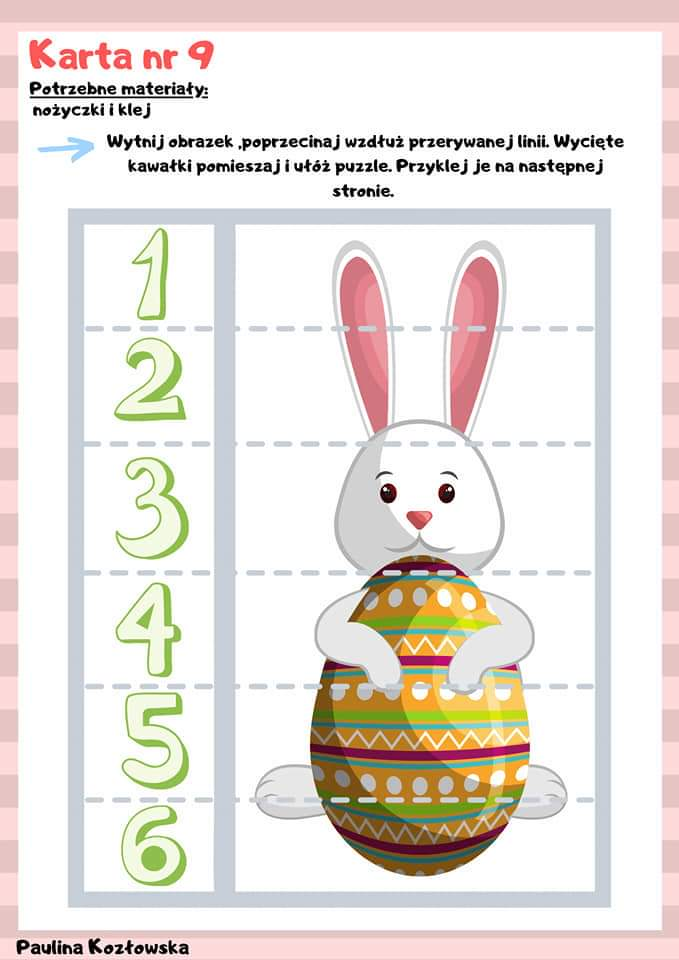 Karta nr 9
Potrzebne materiały:
nożyczki i klej
Wytnij obrazek ,poprzecinaj wzdłuż przerywanej linii. Wycięte
kawałki pomieszaj i ułóż puzzle. Przyklej je na następnej
stronie.
1
2
3
4
5
6
Paulina Kozłowska